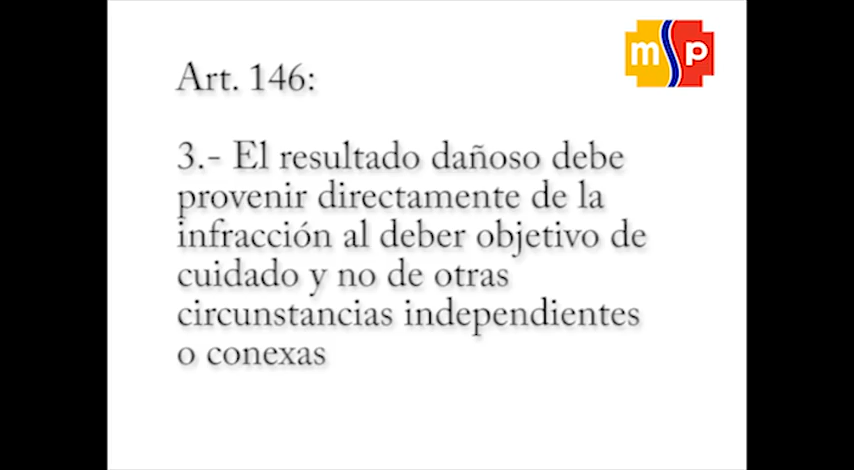 msp
Art. 146:
3.- El resultado dañoso debe
provenir directamente de la
infracción al deber objetivo de
cuidado y no de otras
circunstancias independientes
o conexas